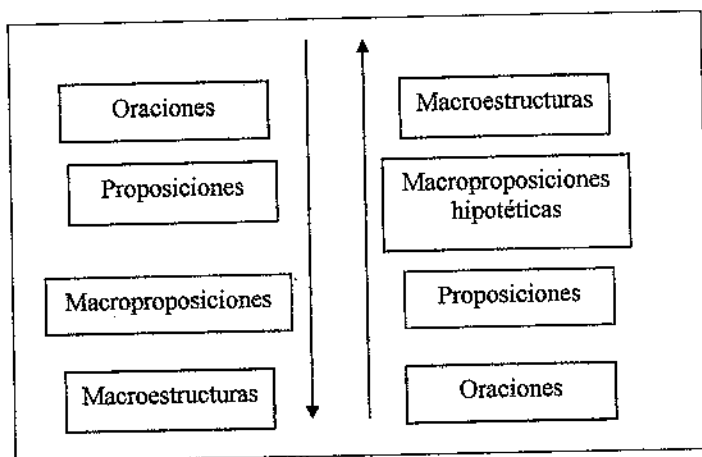 Oraciones
Proposiciones
Macroproposiciones
Macroestructuras
Macroestructuras
Macroproposiciones
hipotéticas
Proposiciones
Oraciones